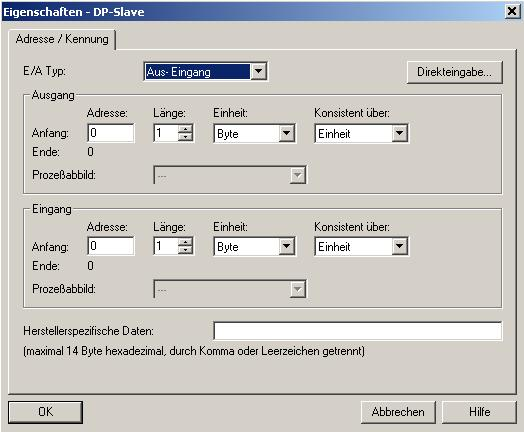 Eigenschaften - DP-Slave
Adresse / Kennung
E/A Typ: Aus- Eingang Direkteingabe...
Ausgang
Adresse: Länge: Einheit: Konsistent über:
Anfang: 0 1 Byte Einheit
Ende: 0
Prozeßabbild: ---
Eingang
Adresse: Länge: Einheit: Konsistent über:
Anfang: 0 1 Byte Einheit
Ende: 0
Prozeßabbild: ---
Herstellerspezifische Daten:
(maximal 14 Byte hexadezimal, durch Komma oder Leerzeichen getrennt)
OK Abbrechen Hilfe